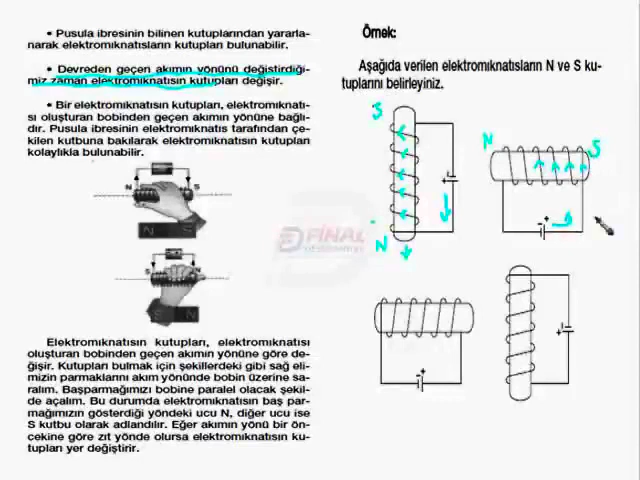 • Pusula ibresinin bilinen kutuplarından yararla-
narak elektromıknatısların kutupları bulunabilir.
• Devreden geçen akımın yönünü değiştirdiği-
miz zaman elektromıknatısın kutupları değişir.
• Bir elektromıknatısın kutupları, elektromıknatı-
sı oluşturan bobinden geçen akımın yönüne bağlı-
dır. Pusula ibresinin elektromıknatıs tarafından çe-
kilen kutbuna bakılarak elektromıknatısın kutupları
kolaylıkla bulunabilir.
N S
N S
S N
S N
Elektromıknatısın kutupları, elektromıknatısı
oluşturan bobinden geçen akımın yönüne göre de-
ğişir. Kutupları bulmak için şekillerdeki gibi sağ eli-
mizin parmaklarını akım yönünde bobin üzerine sa-
ralım. Başparmağımızı bobine paralel olacak şekil-
de açalım. Bu durumda elektromıknatısın baş par-
mağımızın gösterdiği yöndeki ucu N, diğer ucu ise
S kutbu olarak adlandılır. Eğer akımın yönü bir ön-
cekine göre zıt yönde olursa elektromıknatısın ku-
tupları yer değiştirir.
Örnek:
Aşağıda verilen elektromıknatısların N ve S ku-
tuplarını belirleyiniz.
S
N
N S
FİNAL